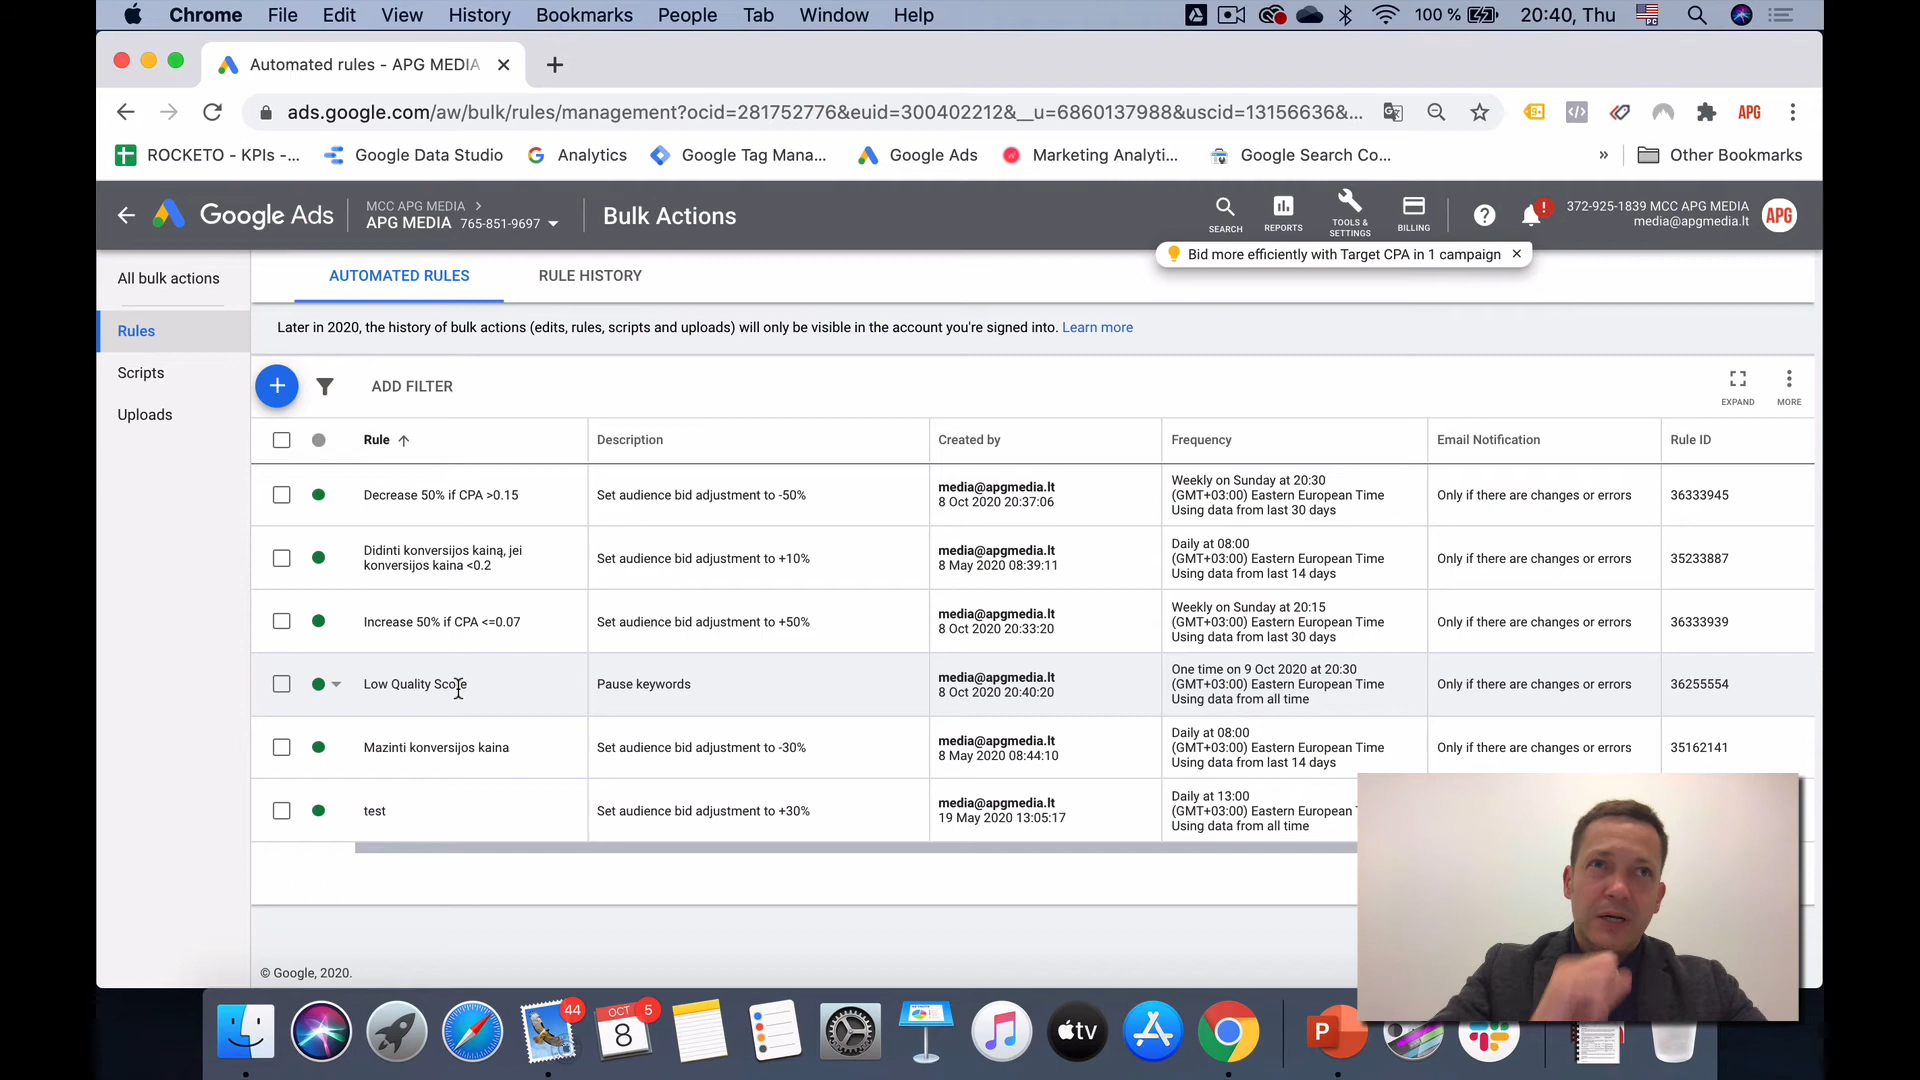 Chrome File Edit View History Bookmarks People Tab Window Help 100 % 20:40, Thu
Automated rules - APG MEDIA
ads.google.com/aw/bulk/rules/management?ocid=281752776&euid=300402212&__u=6860137988&uscid=13156636&... APG
ROCKETO - KPIs -... Google Data Studio Analytics Google Tag Mana... Google Ads Marketing Analyti... Google Search Co... » Other Bookmarks
Google Ads
MCC APG MEDIA >
APG MEDIA 765-851-9697
Bulk Actions
SEARCH
REPORTS
TOOLS &
SETTINGS
BILLING
372-925-1839 MCC APG MEDIA
media@apgmedia.lt
APG
Bid more efficiently with Target CPA in 1 campaign
All bulk actions
Rules
Scripts
Uploads
AUTOMATED RULES RULE HISTORY
Later in 2020, the history of bulk actions (edits, rules, scripts and uploads) will only be visible in the account you're signed into. Learn more
ADD FILTER
EXPAND
MORE
Rule Description Created by Frequency Email Notification Rule ID
Decrease 50% if CPA >0.15
Set audience bid adjustment to -50%
media@apgmedia.lt
8 Oct 2020 20:37:06
Weekly on Sunday at 20:30
(GMT+03:00) Eastern European Time
Using data from last 30 days
Only if there are changes or errors
36333945
Didinti konversijos kainą, jei
konversijos kaina <0.2
Set audience bid adjustment to +10%
media@apgmedia.lt
8 May 2020 08:39:11
Daily at 08:00
(GMT+03:00) Eastern European Time
Using data from last 14 days
Only if there are changes or errors
35233887
Increase 50% if CPA <=0.07
Set audience bid adjustment to +50%
media@apgmedia.lt
8 Oct 2020 20:33:20
Weekly on Sunday at 20:15
(GMT+03:00) Eastern European Time
Using data from last 30 days
Only if there are changes or errors
36333939
Low Quality Score
Pause keywords
media@apgmedia.lt
8 Oct 2020 20:40:20
One time on 9 Oct 2020 at 20:30
(GMT+03:00) Eastern European Time
Using data from all time
Only if there are changes or errors
36255554
Mazinti konversijos kaina
Set audience bid adjustment to -30%
media@apgmedia.lt
8 May 2020 08:44:10
Daily at 08:00
(GMT+03:00) Eastern European Time
Using data from last 14 days
Only if there are changes or errors
35162141
test
Set audience bid adjustment to +30%
media@apgmedia.lt
19 May 2020 13:05:17
Daily at 13:00
(GMT+03:00) Eastern European
Using data from all time
© Google, 2020.
44
OCT
8
5
tv
P